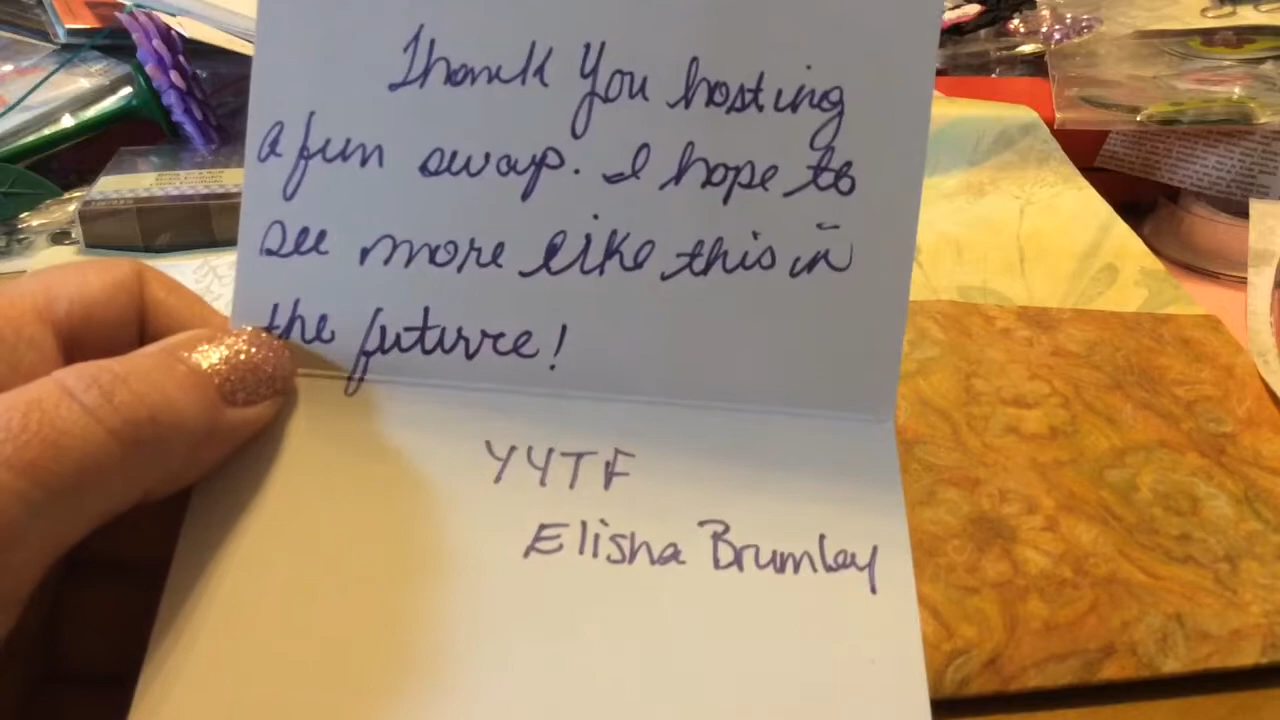 Thank You hosting
a fun swap. I hope to
see more like this in
the future!
YYTF
Elisha Brumley